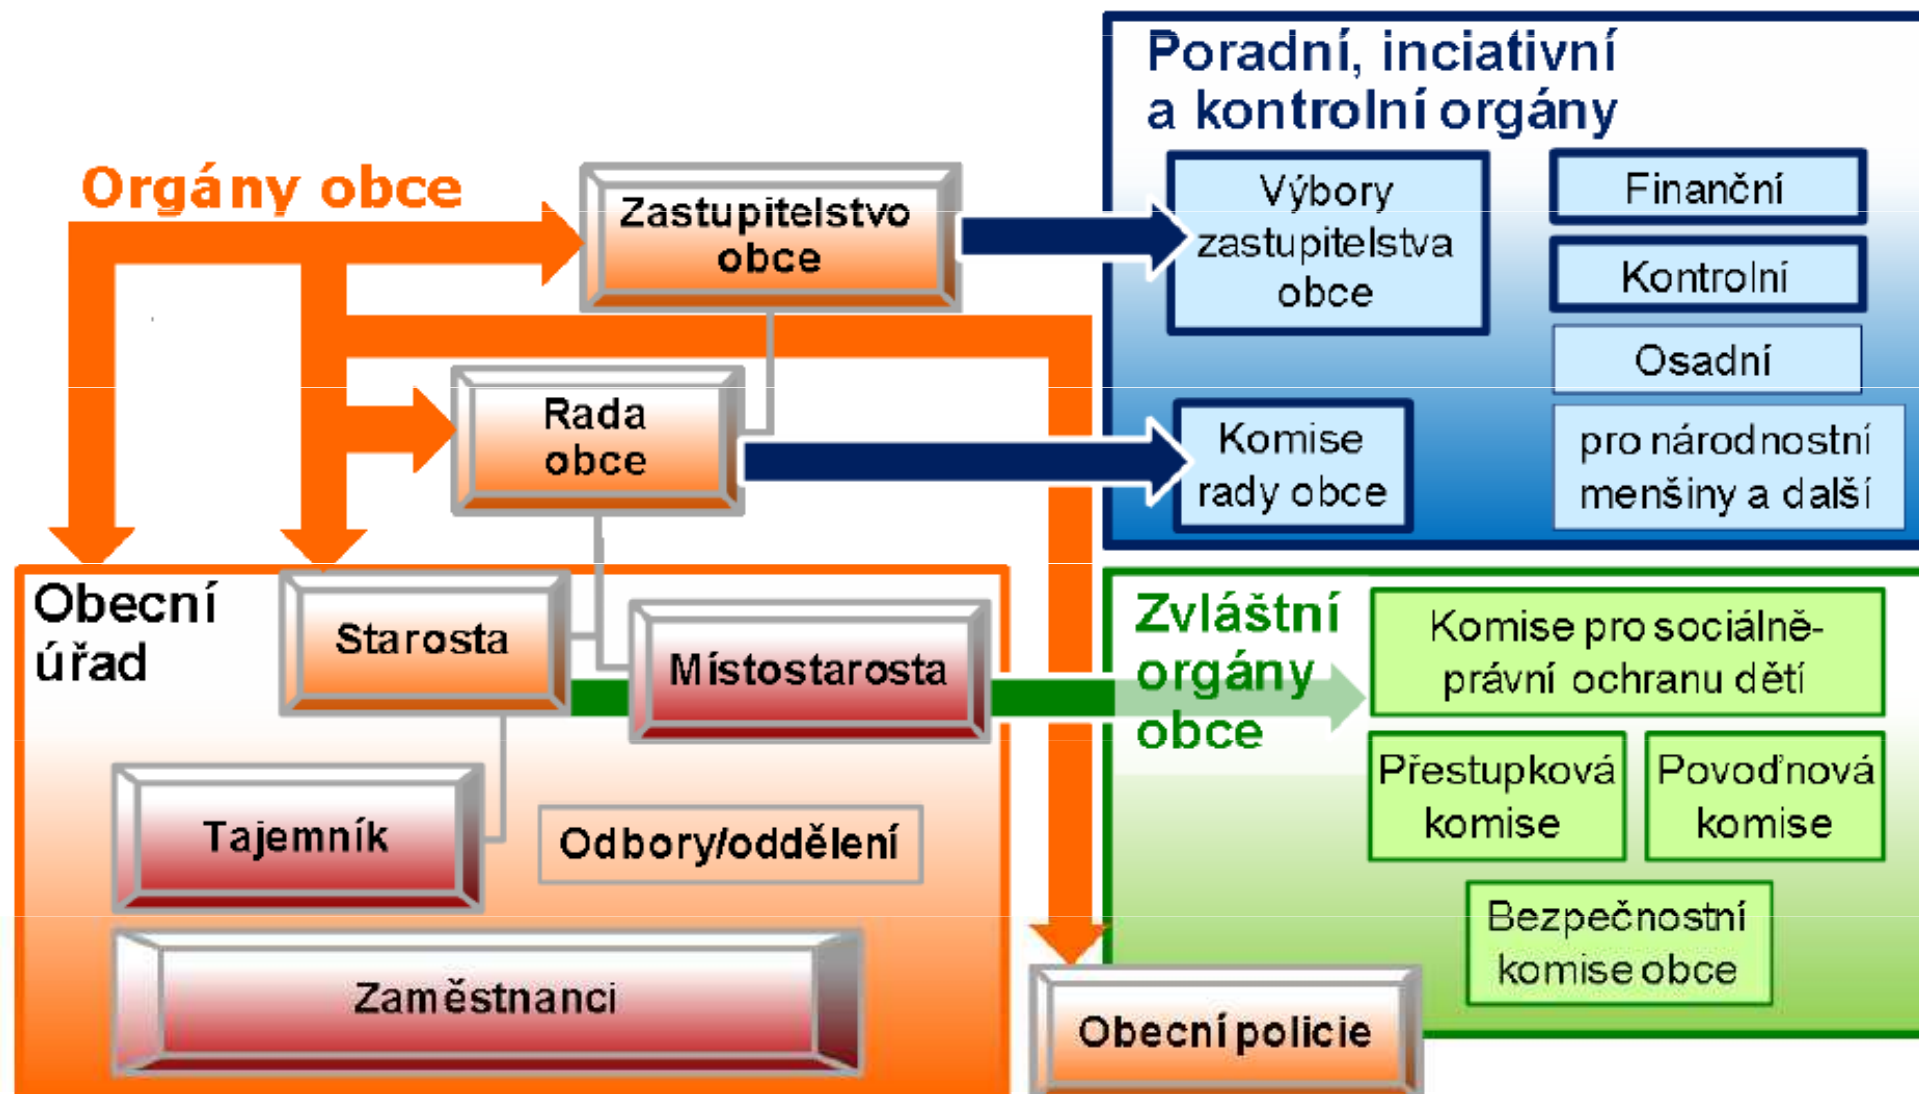 Orgány obce
Zastupitelstvo
obce
Rada
obce
Poradní, inciativní
a kontrolní orgány
Výbory
zastupitelstva
obce
Finanční
Kontrolní
Osadní
pro národnostní
menšiny a další
Komise
rady obce
Obecní
úřad
Starosta
Místostarosta
Tajemník
Odbory/oddělení
Zaměstnanci
Obecní policie
Zvláštní
orgány
obce
Komise pro sociálně-
právní ochranu dětí
Přestupková
komise
Povoďnová
komise
Bezpečnostní
komise obce